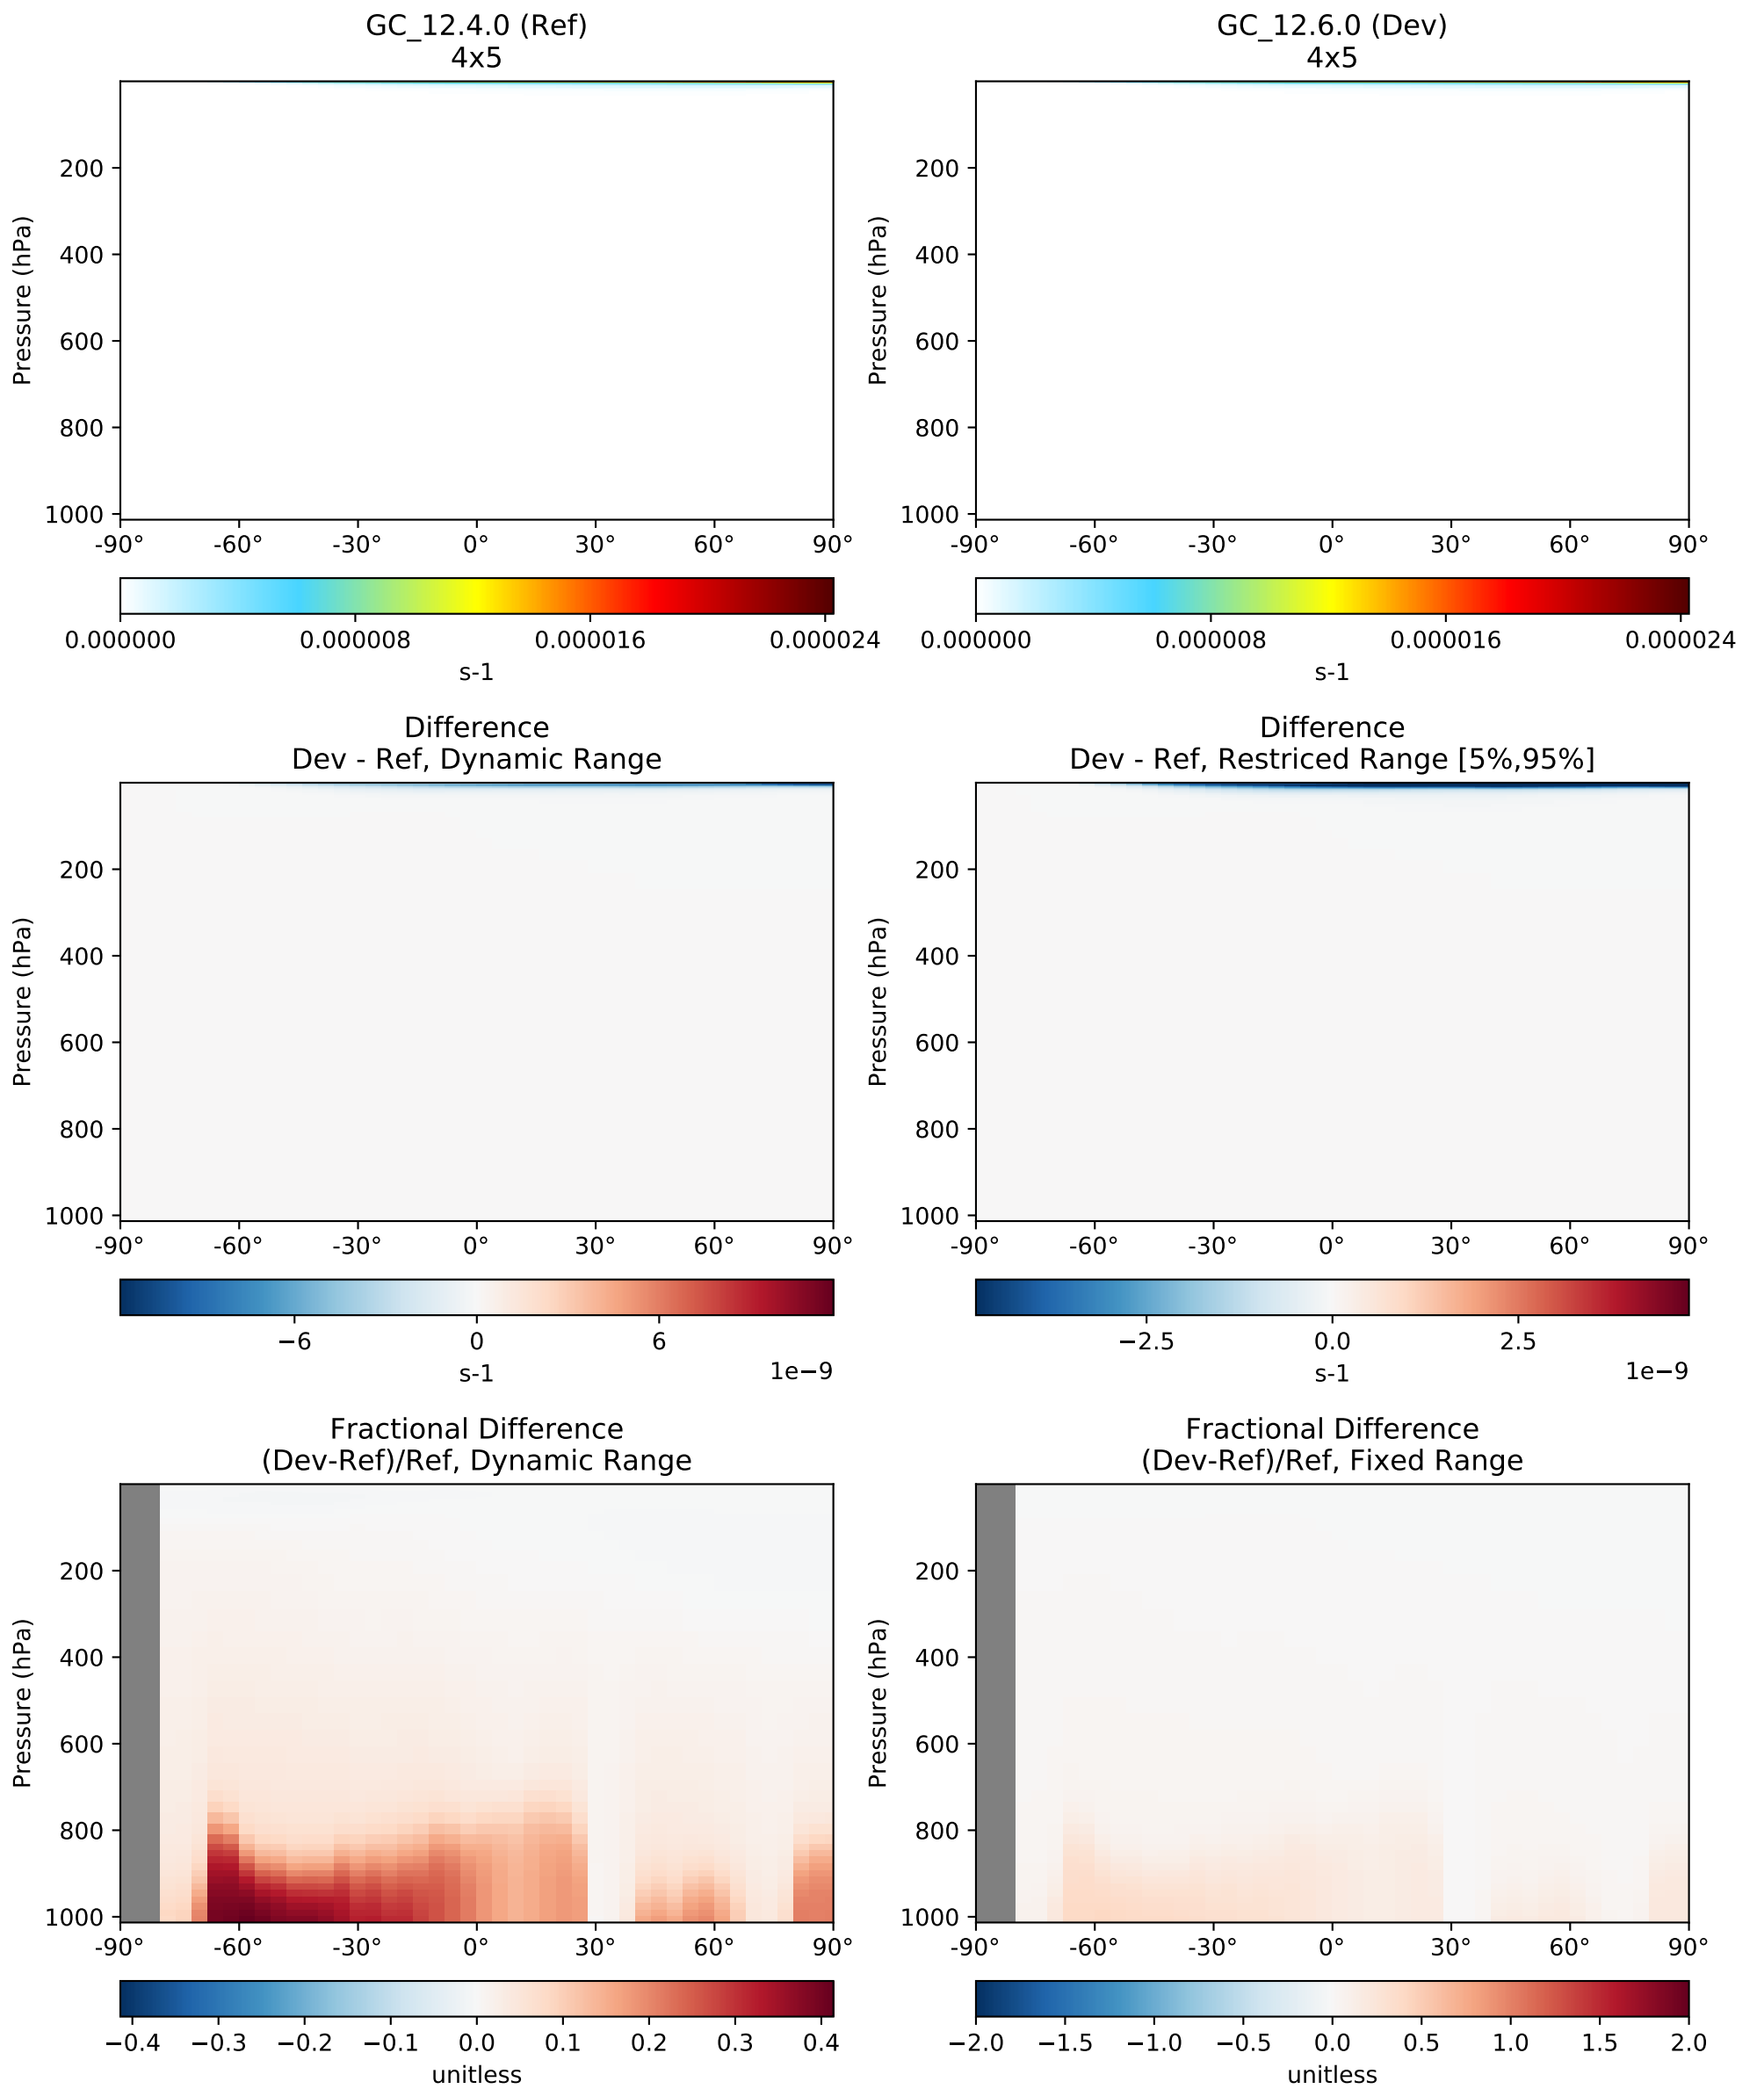 GC_12.4.0 (Ref)
4x5
Pressure (hPa)
200
400
600
800
1000
-90° -60° -30° 0° 30° 60° 90°
0.000000 0.000008 0.000016 0.000024
s-1
GC_12.6.0 (Dev)
4x5
Pressure (hPa)
200
400
600
800
1000
-90° -60° -30° 0° 30° 60° 90°
0.000000 0.000008 0.000016 0.000024
s-1
Difference
Dev - Ref, Dynamic Range
Pressure (hPa)
200
400
600
800
1000
-90° -60° -30° 0° 30° 60° 90°
−6 0 6
s-1 1e−9
Difference
Dev - Ref, Restriced Range [5%,95%]
Pressure (hPa)
200
400
600
800
1000
-90° -60° -30° 0° 30° 60° 90°
−2.5 0.0 2.5
s-1 1e−9
Fractional Difference
(Dev-Ref)/Ref, Dynamic Range
Pressure (hPa)
200
400
600
800
1000
-90° -60° -30° 0° 30° 60° 90°
−0.4 −0.3 −0.2 −0.1 0.0 0.1 0.2 0.3 0.4
unitless
Fractional Difference
(Dev-Ref)/Ref, Fixed Range
Pressure (hPa)
200
400
600
800
1000
-90° -60° -30° 0° 30° 60° 90°
−2.0 −1.5 −1.0 −0.5 0.0 0.5 1.0 1.5 2.0
unitless